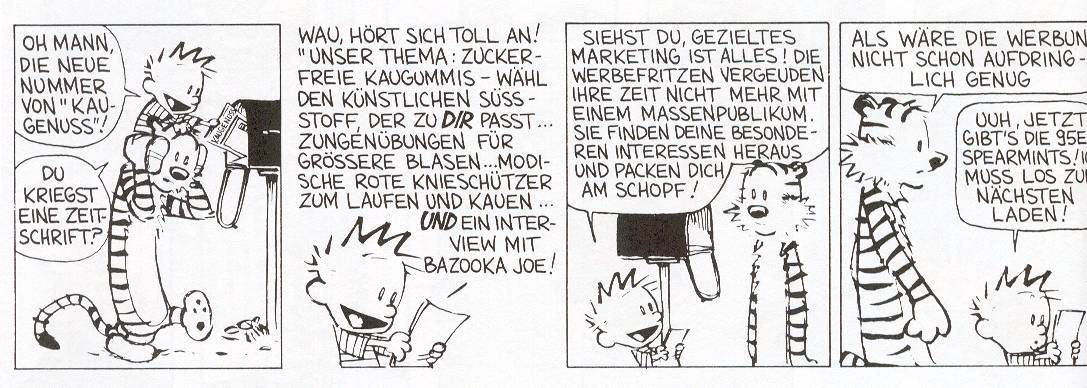 OH MANN,
DIE NEUE
NUMMER
VON "KAU-
GENUSS"!
DU
KRIEGST
EINE ZEIT-
SCHRIFT?
WAU, HÖRT SICH TOLL AN!
"UNSER THEMA: ZUCKER-
FREIE KAUGUMMIS – WÄHL
DEN KÜNSTLICHEN SÜSS-
STOFF, DER ZU DIR PASST...
ZUNGENÜBUNGEN FÜR
GRÖSSERE BLASEN...MODI-
SCHE ROTE KNIESCHÜTZER
ZUM LAUFEN UND KAUEN ...
UND EIN INTER-
VIEW MIT
BAZOOKA JOE!
SIEHST DU, GEZIELTES
MARKETING IST ALLES! DIE
WERBEFRITZEN VERGEUDEN
IHRE ZEIT NICHT MEHR MIT
EINEM MASSENPUBLIKUM.
SIE FINDEN DEINE BESONDE-
REN INTERESSEN HERAUS
UND PACKEN DICH
AM SCHOPF!
ALS WÄRE DIE WERBUN
NICHT SCHON AUFDRING-
LICH GENUG
UUH, JETZT
GIBT'S DIE 95E
SPEARMINTS!
MUSS LOS ZU
NÄCHSTEN
LADEN!